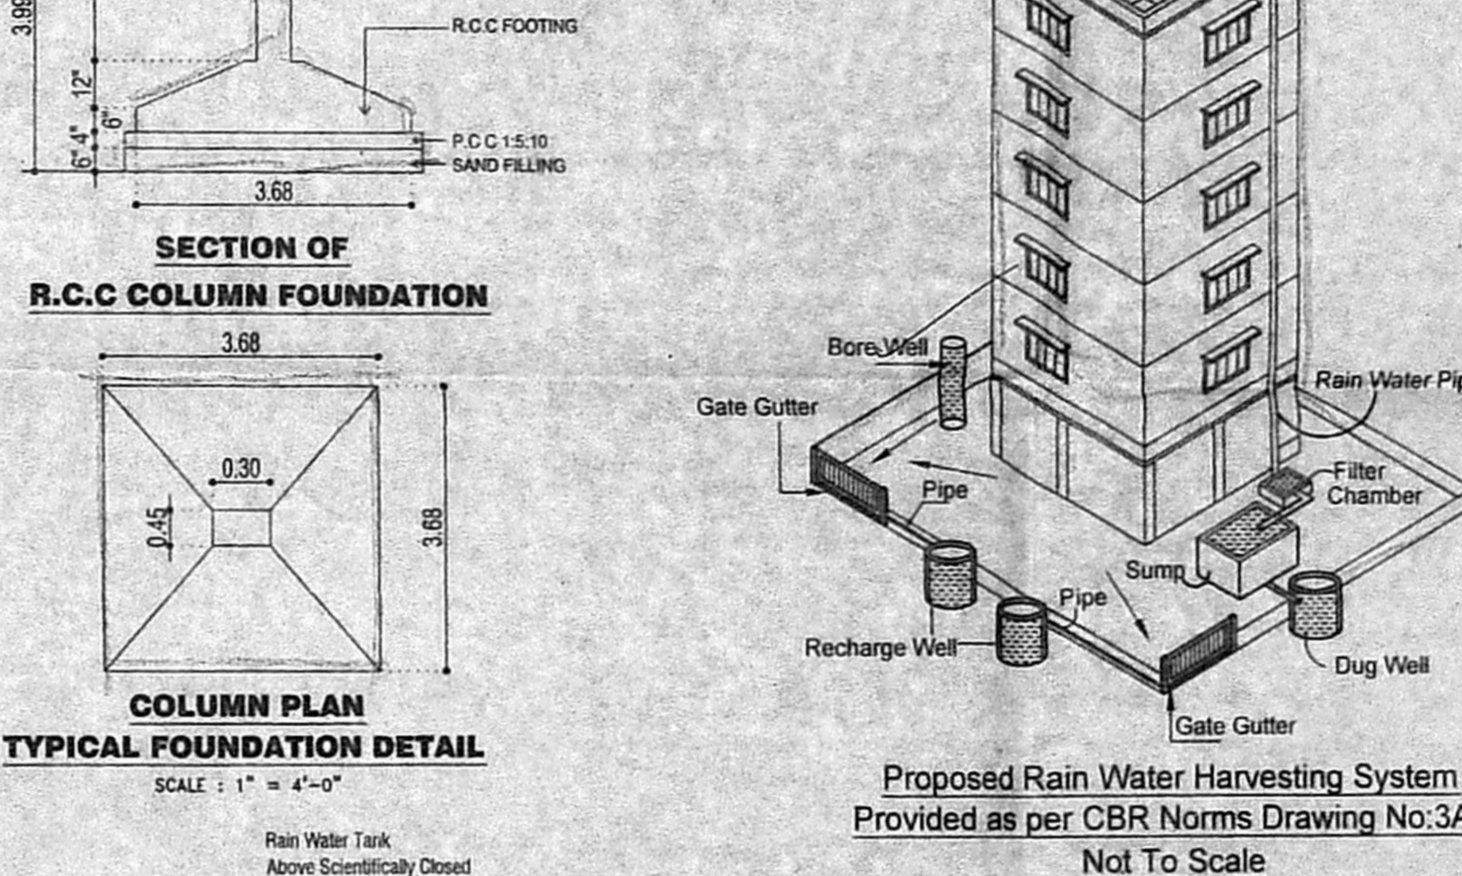 3.99
R.C.C FOOTING
12"
6"
4"
6"
P.C C 1:5:10
SAND FILLING
3.68
SECTION OF
R.C.C COLUMN FOUNDATION
3.68
0.30
0.45
3.68
COLUMN PLAN
TYPICAL FOUNDATION DETAIL
SCALE : 1" = 4'-0"
Rain Water Tank
Above Scientifically Closed
Bore Well
Gate Gutter
Pipe
Rain Water Pip
Filter
Chamber
Sump
Pipe
Recharge Well
Dug Well
Gate Gutter
Proposed Rain Water Harvesting System
Provided as per CBR Norms Drawing No:3A
Not To Scale